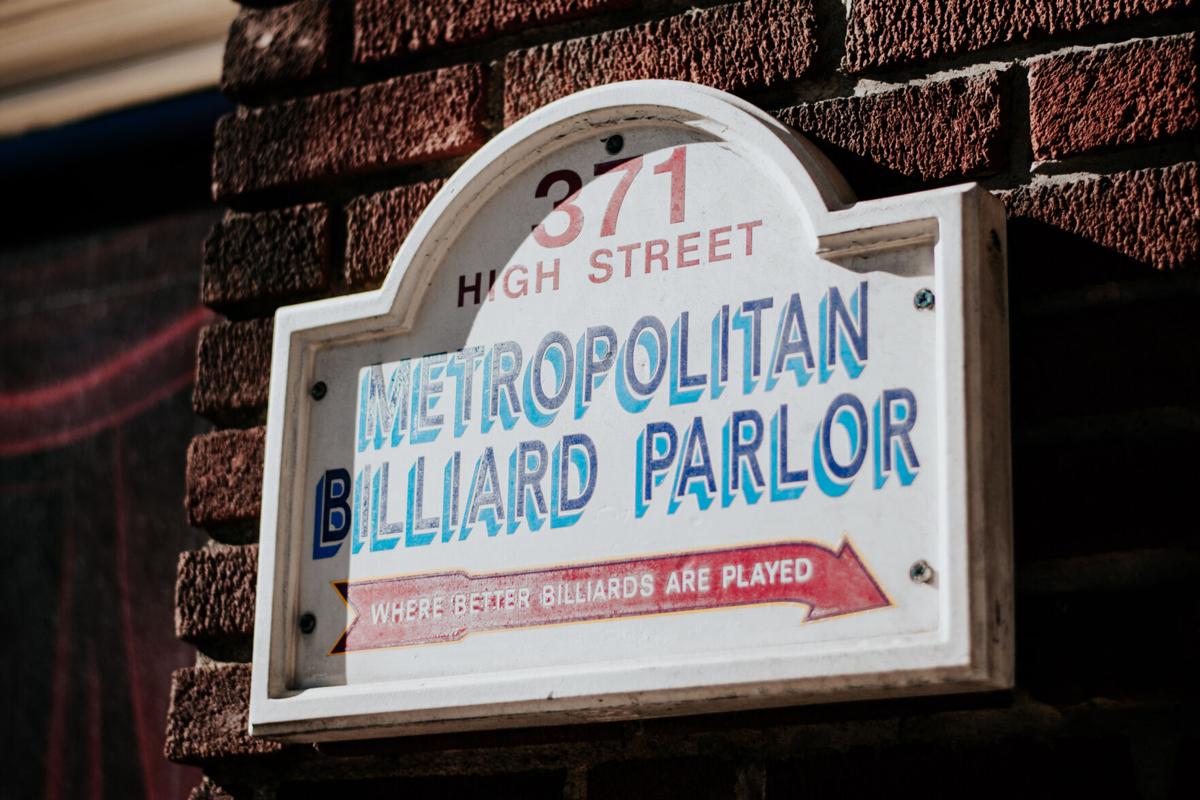 371
HIGH STREET
METROPOLITAN
BILLIARD PARLOR
WHERE BETTER BILLIARDS ARE PLAYED